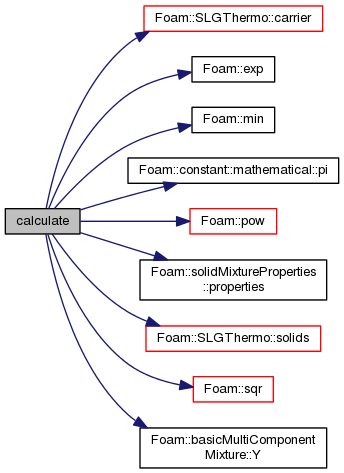 Foam::SLGThermo::carrier
Foam::exp
Foam::min
Foam::constant::mathematical::pi
calculate
Foam::pow
Foam::solidMixtureProperties
::properties
Foam::SLGThermo::solids
Foam::sqr
Foam::basicMultiComponent
Mixture::Y